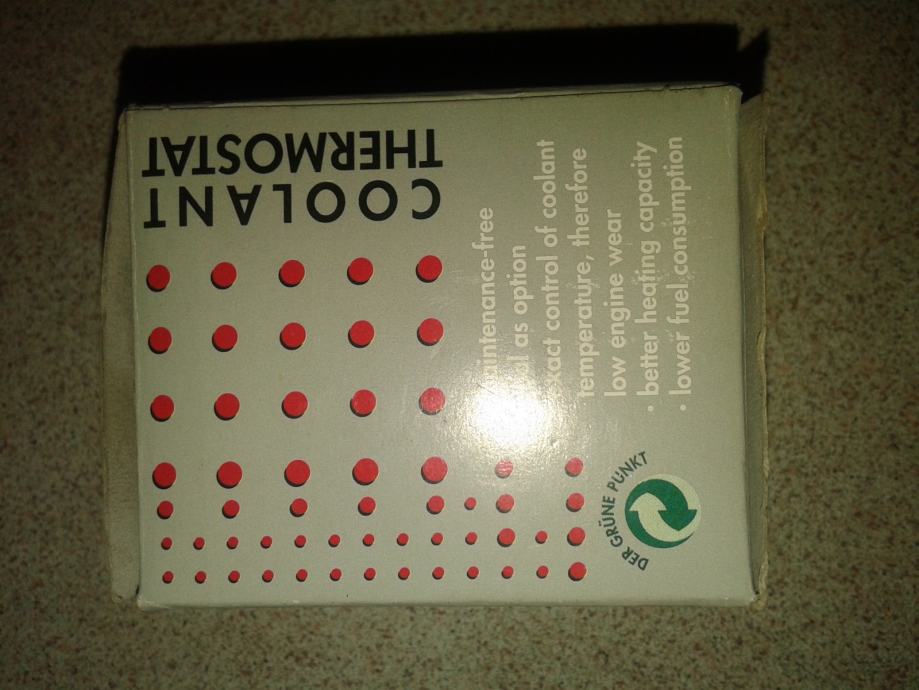 COOLANT
THERMOSTAT
as option
control of coolant
temperature, therefore
low engine wear
· better heating capacity
· lower fuel consumption
DER GRÜNE PUNKT